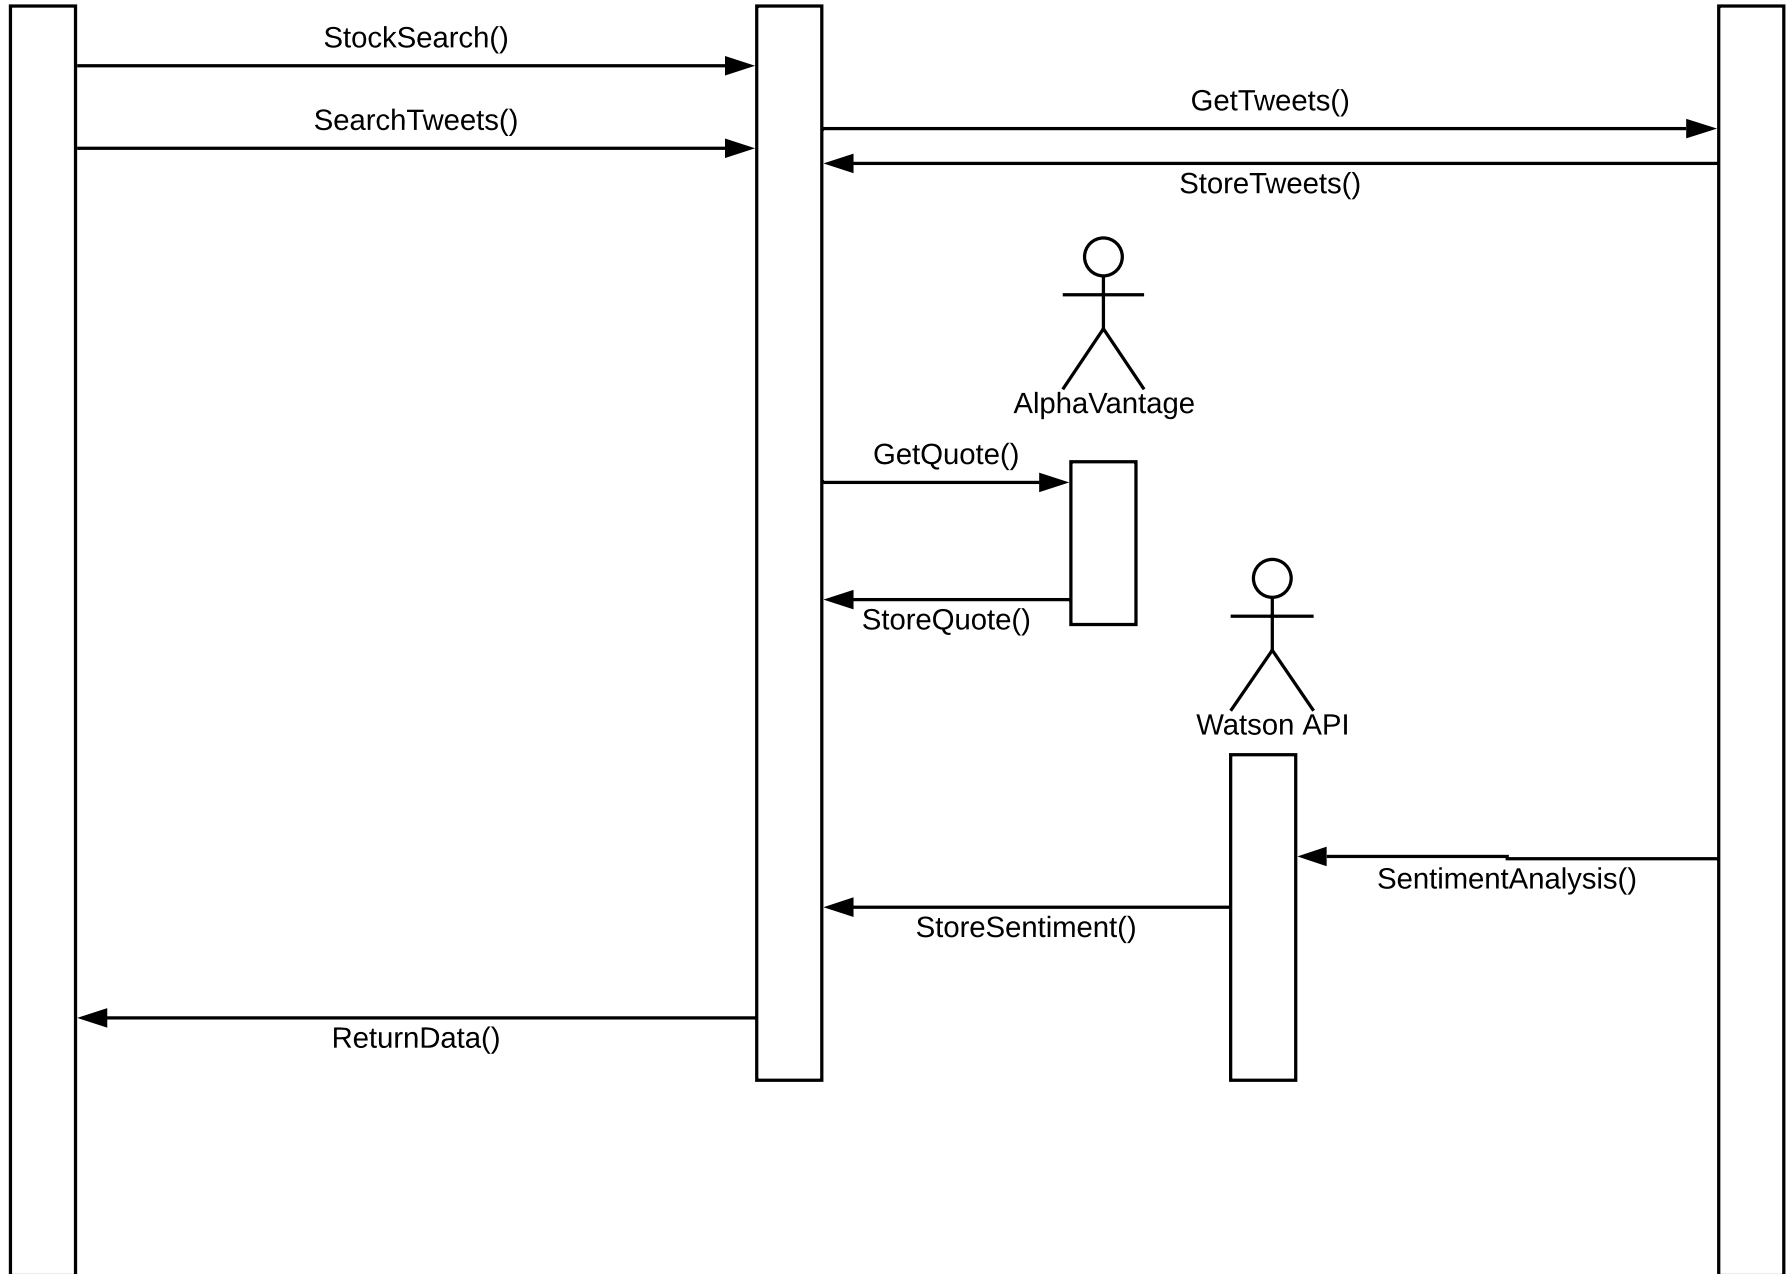 StockSearch()
GetTweets()
SearchTweets()
StoreTweets()
AlphaVantage
GetQuote()
StoreQuote()
Watson API
SentimentAnalysis()
StoreSentiment()
ReturnData()